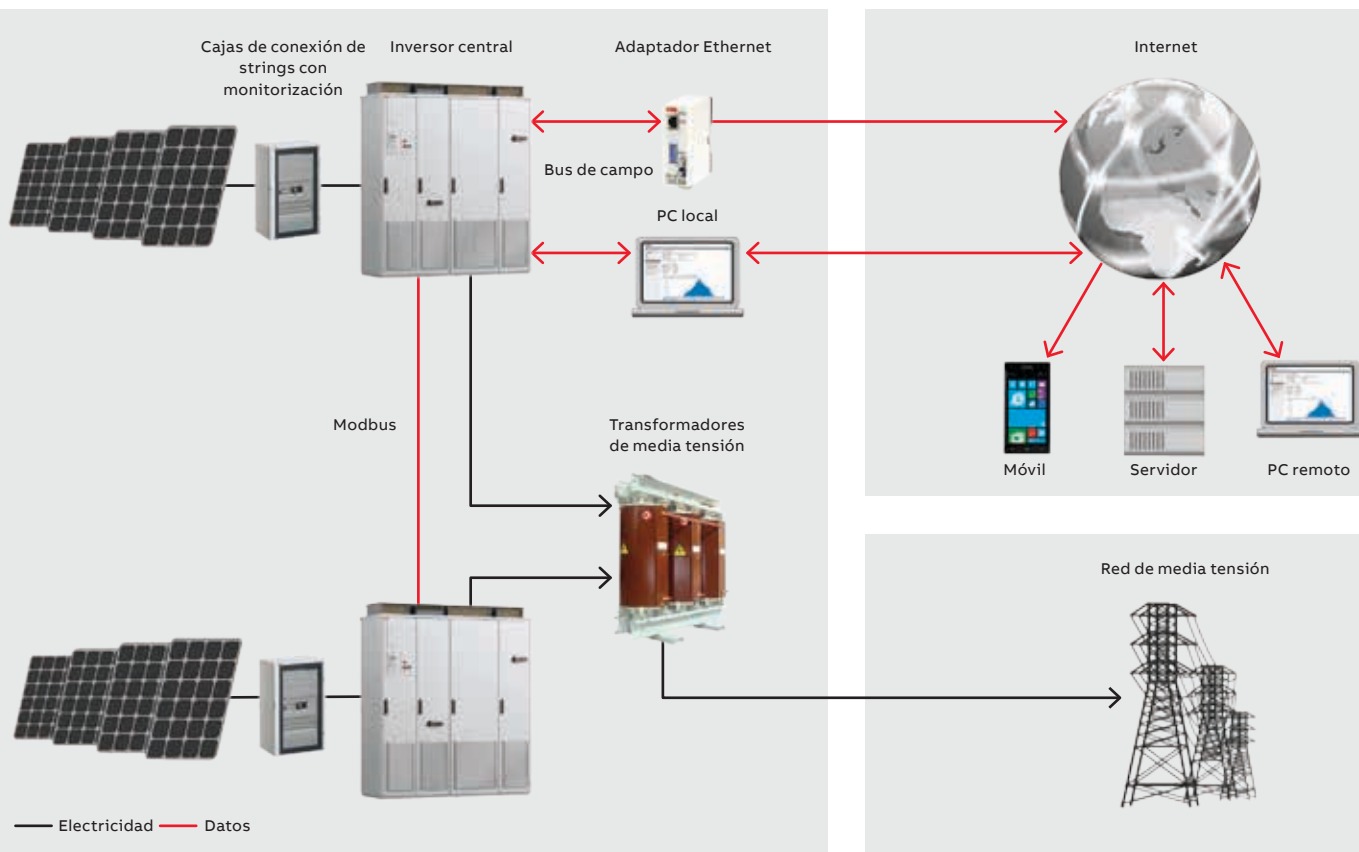 Cajas de conexión de
strings con
monitorización
Inversor central
Adaptador Ethernet
Bus de campo
PC local
Internet
Móvil
Servidor
PC remoto
Modbus
Transformadores
de media tensión
Red de media tensión
Electricidad
Datos